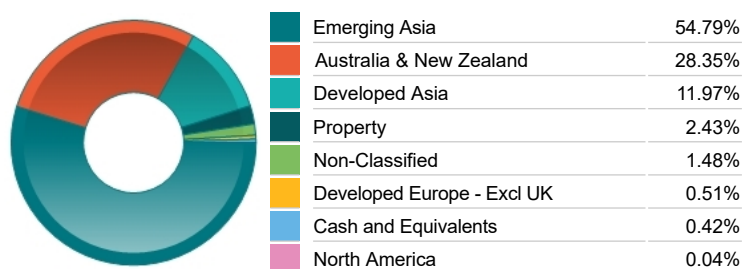 Emerging Asia 54.79%
Australia & New Zealand 28.35%
Developed Asia 11.97%
Property 2.43%
Non-Classified 1.48%
Developed Europe - Excl UK 0.51%
Cash and Equivalents 0.42%
North America 0.04%